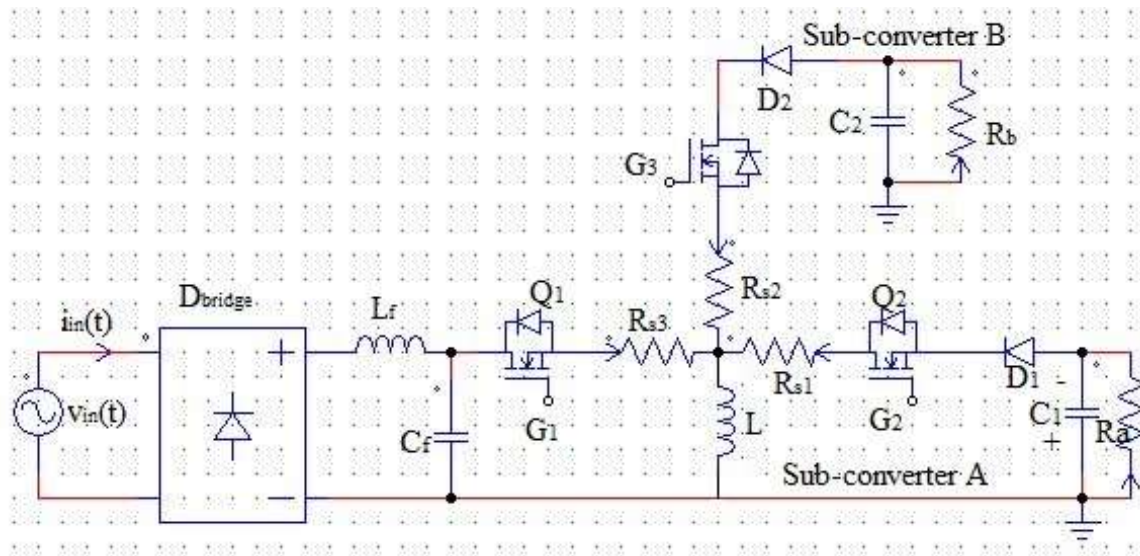 Sub-converter B
D2
C2
Rb
G3
Dbridge
Rs2
Q1
Q2
iin(t)
Lf
Rs3
+
Rs1
D1
-
vin(t)
Cf
G1
L
G2
C1
+
Ra
−
Sub-converter A